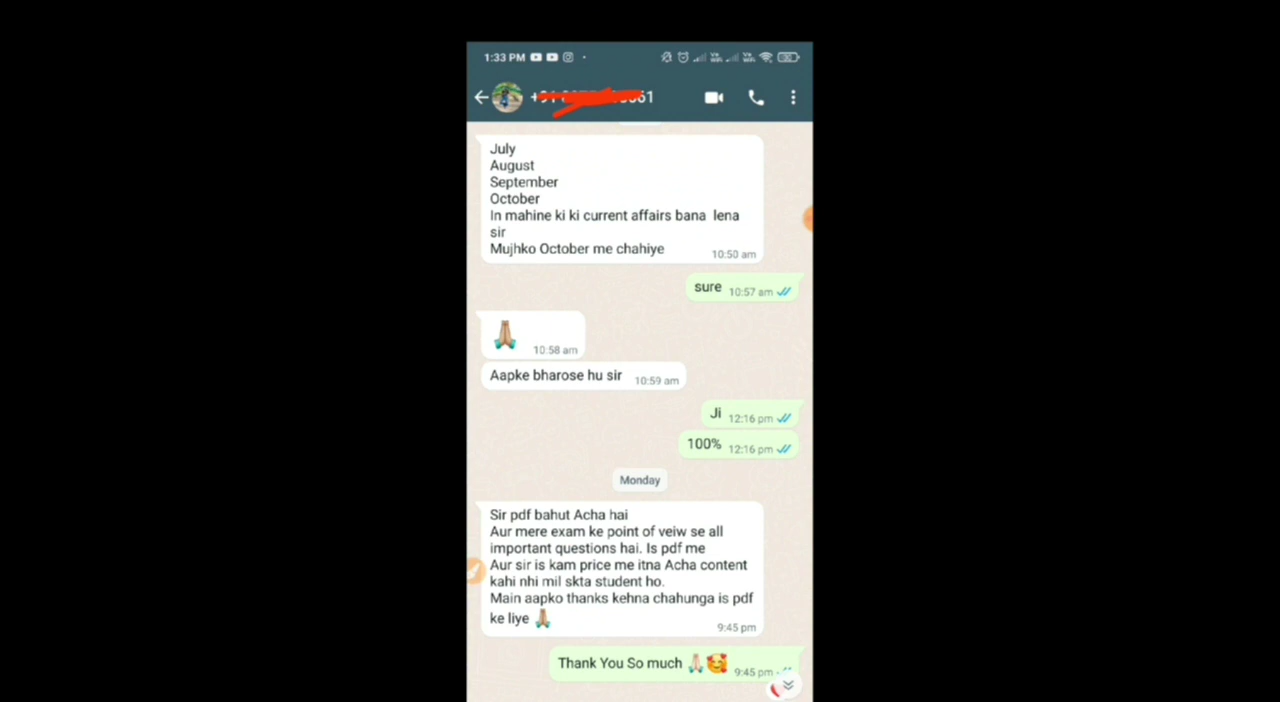 1:33 PM
July
August
September
October
In mahine ki ki current affairs bana lena
sir
Mujhko October me chahiye
10:50 am
sure
10:57 am
10:58 am
Aapke bharose hu sir
10:59 am
Ji
12:16 pm
100%
12:16 pm
Monday
Sir pdf bahut Acha hai
Aur mere exam ke point of veiw se all
important questions hai. Is pdf me
Aur sir is kam price me itna Acha content
kahi nhi mil skta student ho.
Main aapko thanks kehna chahunga is pdf
ke liye 🙏🏽
9:45 pm
Thank You So much 🙏🏻🥰
9:45 pm